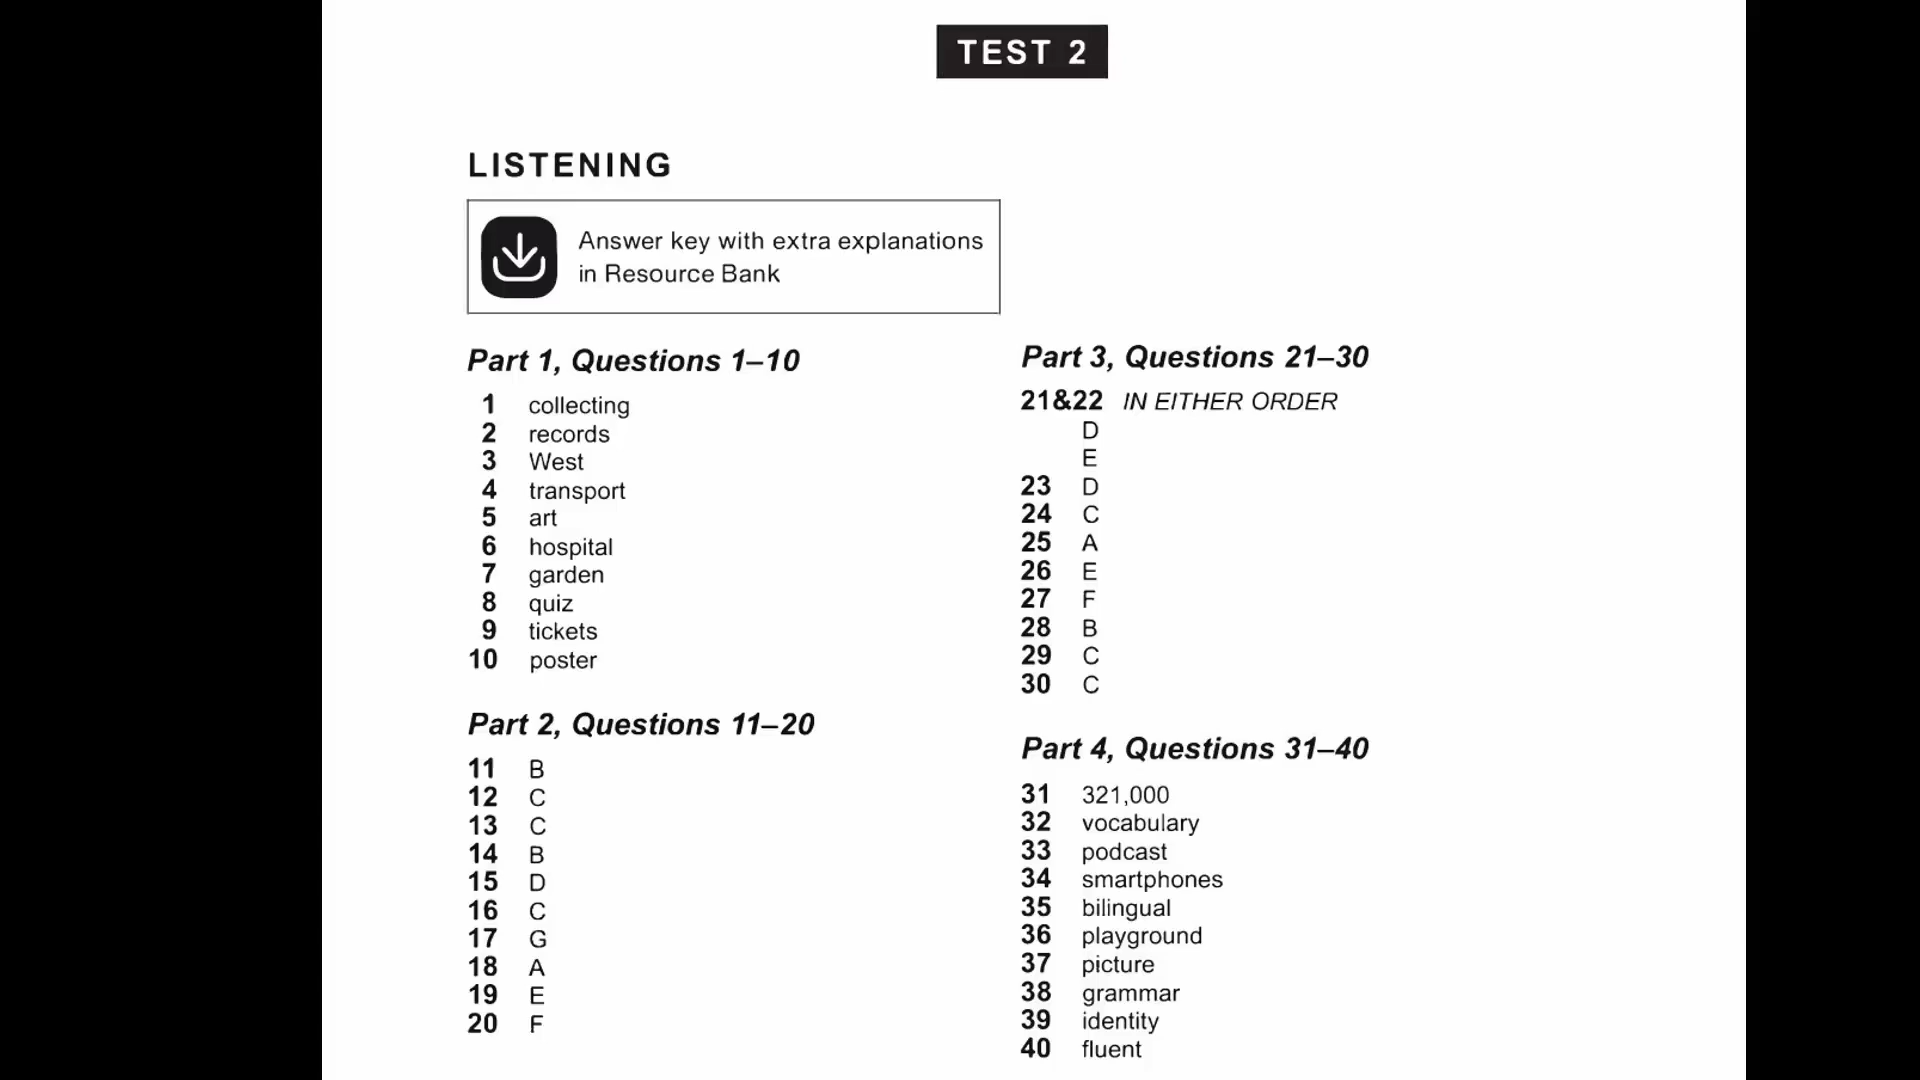 TEST 2
LISTENING
Answer key with extra explanations
in Resource Bank
Part 1, Questions 1–10
1 collecting
2 records
3 West
4 transport
5 art
6 hospital
7 garden
8 quiz
9 tickets
10 poster
Part 2, Questions 11–20
11 B
12 C
13 C
14 B
15 D
16 C
17 G
18 A
19 E
20 F
Part 3, Questions 21–30
21&22 IN EITHER ORDER
D
E
23 D
24 C
25 A
26 E
27 F
28 B
29 C
30 C
Part 4, Questions 31–40
31 321,000
32 vocabulary
33 podcast
34 smartphones
35 bilingual
36 playground
37 picture
38 grammar
39 identity
40 fluent